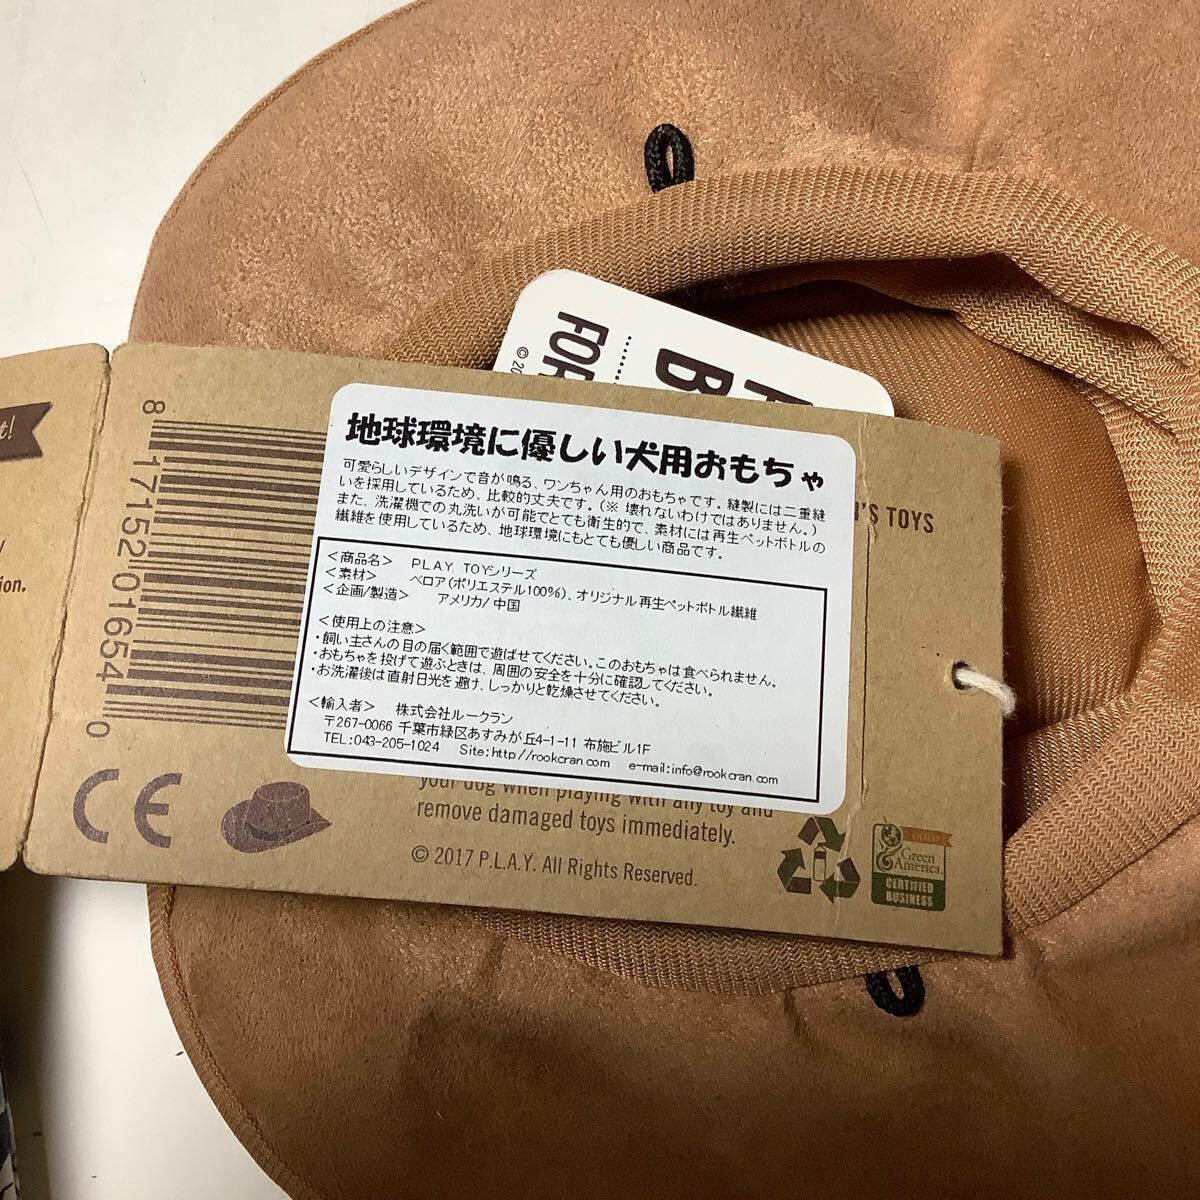 地球環境に優しい犬用おもちゃ
可愛らしいデザインで音が鳴る、ワンちゃん用のおもちゃです。縫製には二重縫
いを採用しているため、比較的丈夫です。(※ 壊れないわけではありません。)
また、洗濯機での丸洗いが可能でとても衛生的で、素材には再生ペットボトルの
繊維を使用しているため、地球環境にもとても優しい商品です。
<商品名> P.L.A.Y. TOYシリーズ
<素材> ベロア(ポリエステル100%)、オリジナル再生ペットボトル繊維
<企画/製造> アメリカ/ 中国
<使用上の注意>
・飼い主さんの目の届く範囲で遊ばせてください。このおもちゃは食べられません。
・おもちゃを投げて遊ぶときは、周囲の安全を十分に確認してください。
・お洗濯後は直射日光を避け、しっかりと乾燥させてください。
<輸入者> 株式会社ルークラン
〒267-0066 千葉市緑区あすみが丘4-1-11 布施ビル1F
TEL:043-205-1024 Site:http://rookcran.com e-mail:info@rookcran.com
8 17152 01654 0
'S TOYS
your dog when playing with any toy and
remove damaged toys immediately.
© 2017 P.L.A.Y. All Rights Reserved.
CE
GOLD
Green
America.
CERTIFIED
BUSINESS
FOR
B
©20